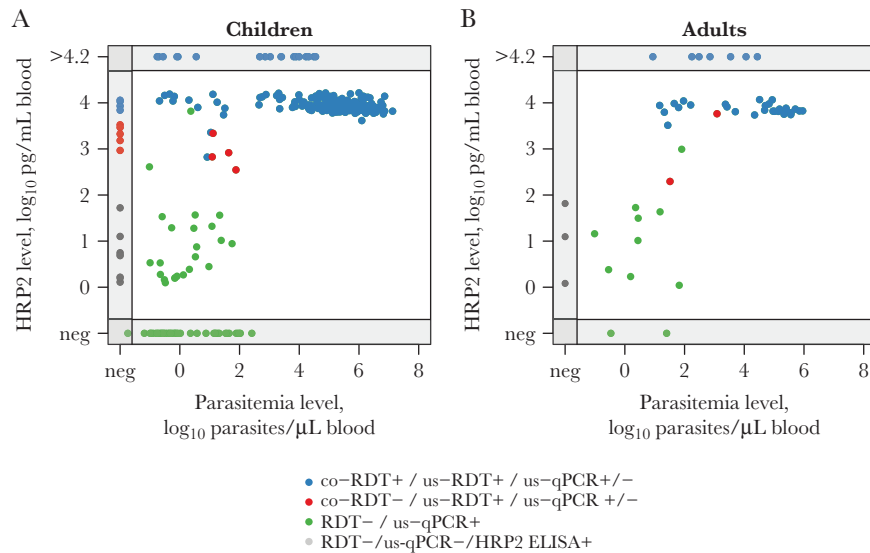 A
Children
HRP2 level, log10 pg/mL blood
>4.2
4
3
2
1
0
neg
neg 0 2 4 6 8
Parasitemia level,
log10 parasites/µL blood
B
Adults
HRP2 level, log10 pg/mL blood
>4.2
4
3
2
1
0
neg
neg 0 2 4 6 8
Parasitemia level,
log10 parasites/µL blood
co−RDT+ / us−RDT+ / us−qPCR+/−
co−RDT− / us−RDT+ / us−qPCR +/−
RDT− / us−qPCR+
RDT−/us-qPCR−/HRP2 ELISA+